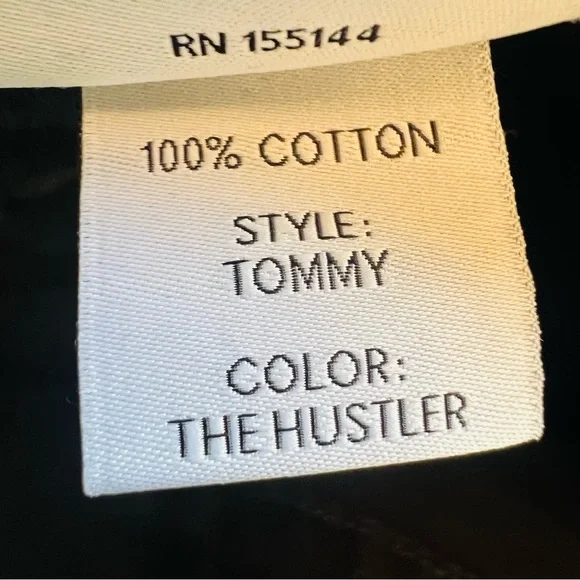 RN 155144
100% COTTON
STYLE:
TOMMY
COLOR:
THE HUSTLER